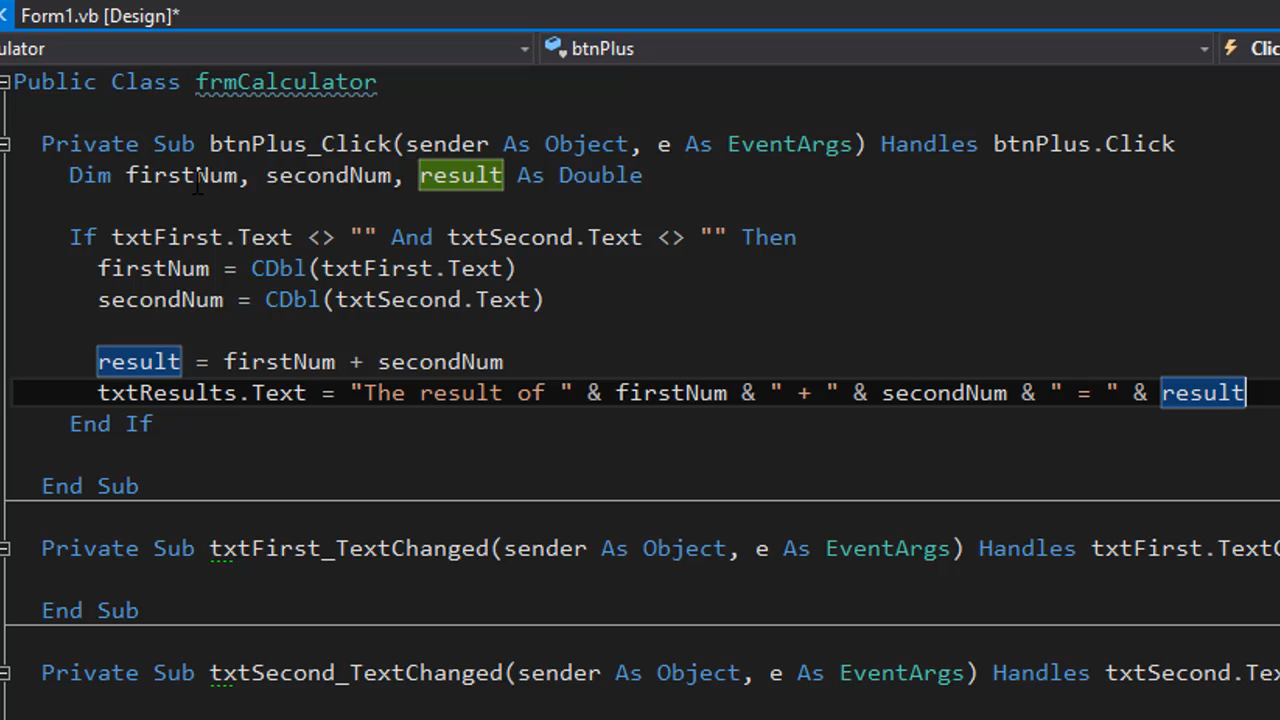 Form1.vb [Design]*
ulator btnPlus Clic
Public Class frmCalculator
Private Sub btnPlus_Click(sender As Object, e As EventArgs) Handles btnPlus.Click
Dim firstNum, secondNum, result As Double
If txtFirst.Text <> "" And txtSecond.Text <> "" Then
firstNum = CDbl(txtFirst.Text)
secondNum = CDbl(txtSecond.Text)
result = firstNum + secondNum
txtResults.Text = "The result of " & firstNum & " + " & secondNum & " = " & result
End If
End Sub
Private Sub txtFirst_TextChanged(sender As Object, e As EventArgs) Handles txtFirst.TextC
End Sub
Private Sub txtSecond_TextChanged(sender As Object, e As EventArgs) Handles txtSecond.Tex